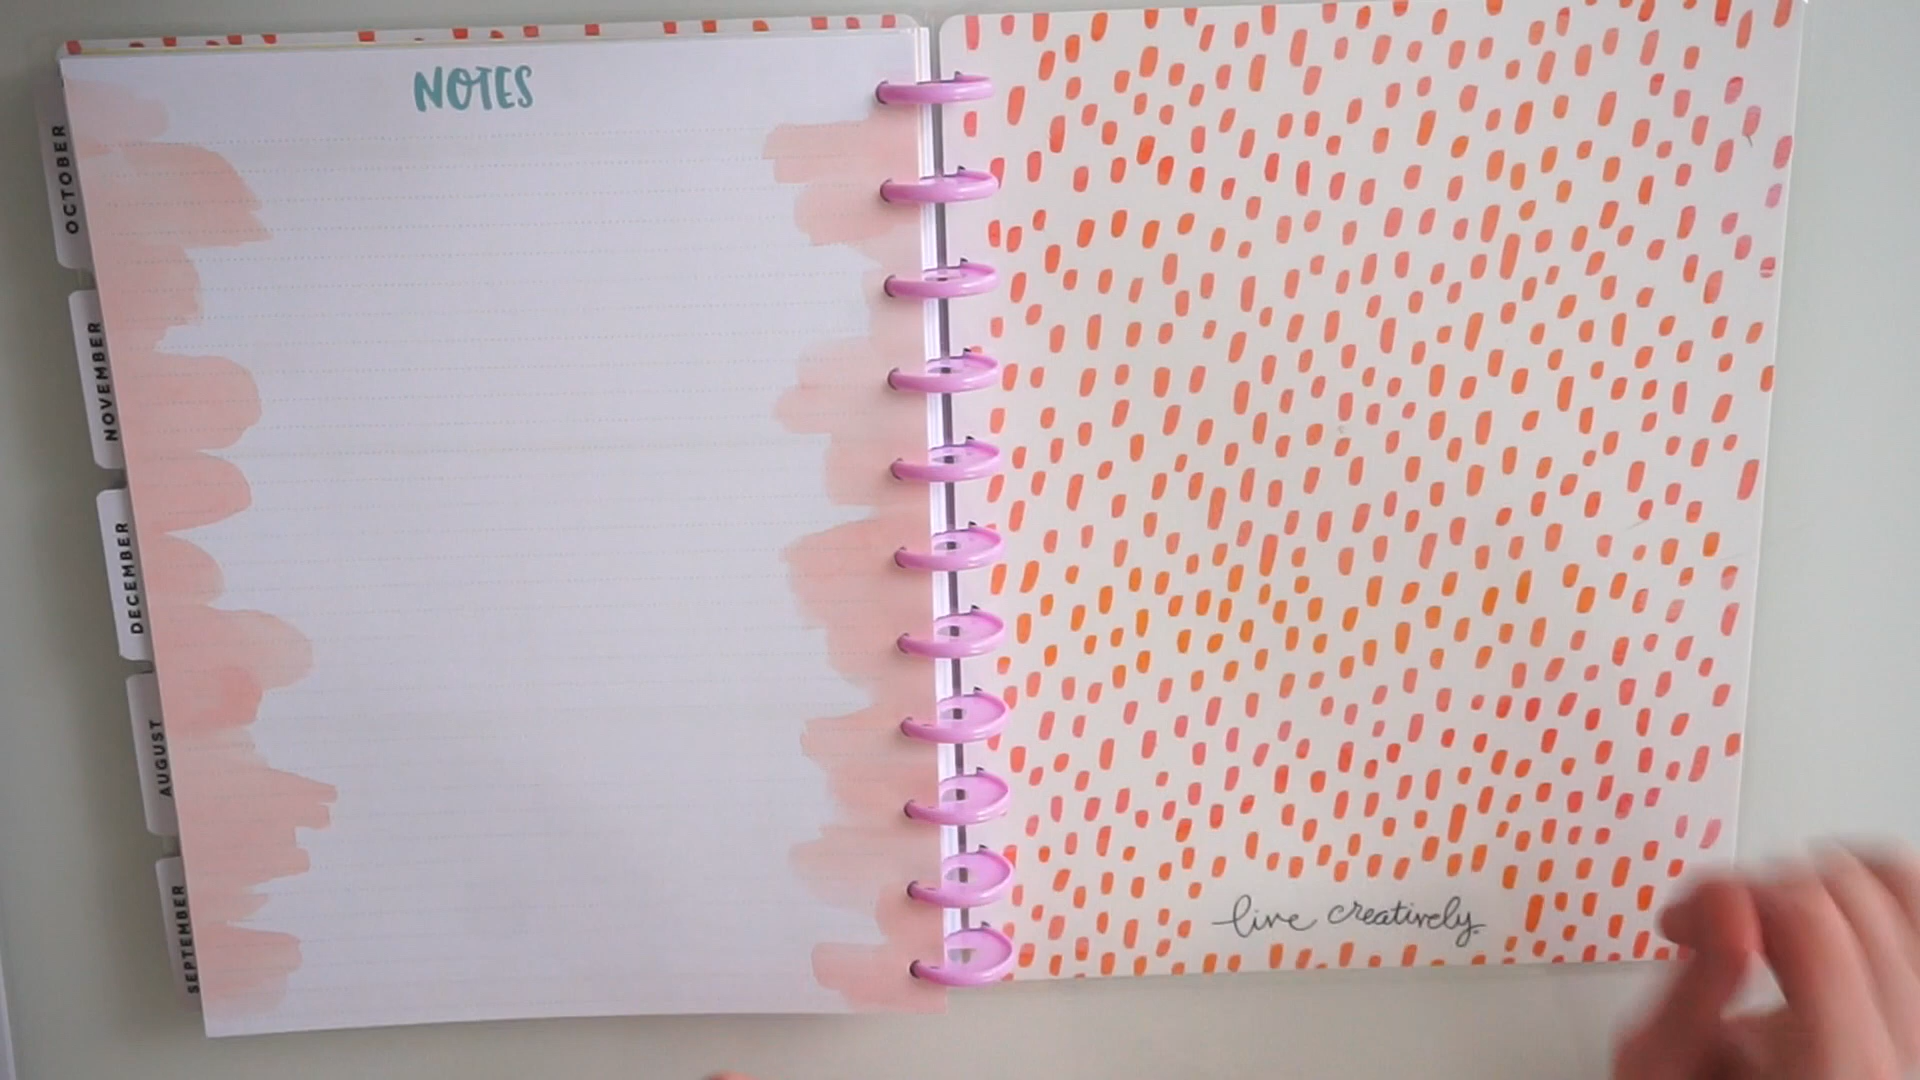 NOTES
OCTOBER
NOVEMBER
DECEMBER
AUGUST
SEPTEMBER
live creatively.